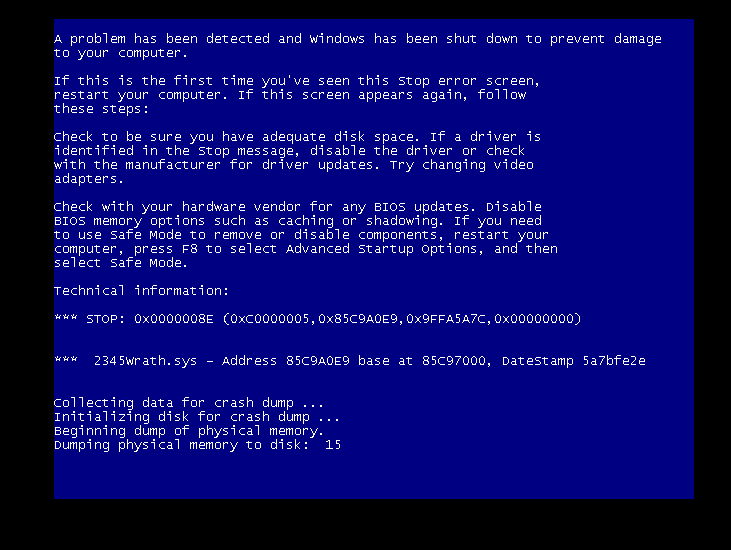 A problem has been detected and Windows has been shut down to prevent damage
to your computer.
If this is the first time you've seen this Stop error screen,
restart your computer. If this screen appears again, follow
these steps:
Check to be sure you have adequate disk space. If a driver is
identified in the Stop message, disable the driver or check
with the manufacturer for driver updates. Try changing video
adapters.
Check with your hardware vendor for any BIOS updates. Disable
BIOS memory options such as caching or shadowing. If you need
to use Safe Mode to remove or disable components, restart your
computer, press F8 to select Advanced Startup Options, and then
select Safe Mode.
Technical information:
*** STOP: 0x0000008E (0xC0000005,0x85C9A0E9,0x9FFA5A7C,0x00000000)
***  2345Wrath.sys - Address 85C9A0E9 base at 85C97000, DateStamp 5a7bfe2e
Collecting data for crash dump ...
Initializing disk for crash dump ...
Beginning dump of physical memory.
Dumping physical memory to disk:  15